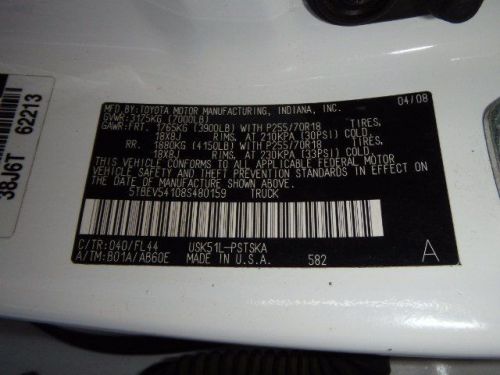 MFD. BY: TOYOTA MOTOR MANUFACTURING, INDIANA, INC. 04/08
GVWR: 3175KG (7000LB)
GAWR: FRT. 1765KG (3900LB) WITH P255/70R18 TIRES,
18X8J RIMS, AT 210KPA (30PSI) COLD.
RR. 1880KG (4150LB) WITH P255/70R18 TIRES,
18X8J RIMS, AT 230KPA (33PSI) COLD.
THIS VEHICLE CONFORMS TO ALL APPLICABLE FEDERAL MOTOR
VEHICLE SAFETY AND THEFT PREVENTION STANDARDS IN EFFECT ON
THE DATE OF MANUFACTURE SHOWN ABOVE.
5TBEV54108S480159 TRUCK
C/TR: 040/FL44 USK51L-PSTSKA
A/TM: B01A/AB60E MADE IN U.S.A. 582 A
38J6T 62213